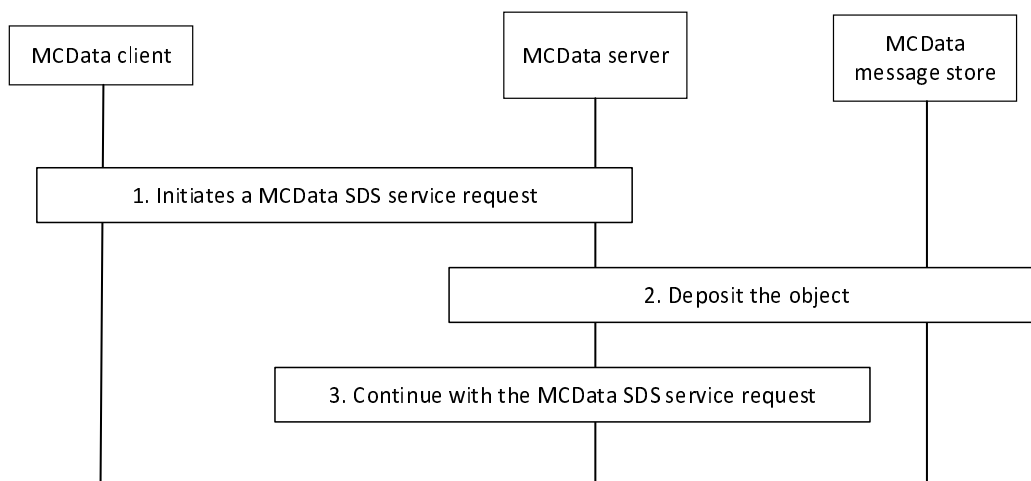 MCData client
MCData server
MCData
message store
1. Initiates a MCData SDS service request
2. Deposit the object
3. Continue with the MCData SDS service request